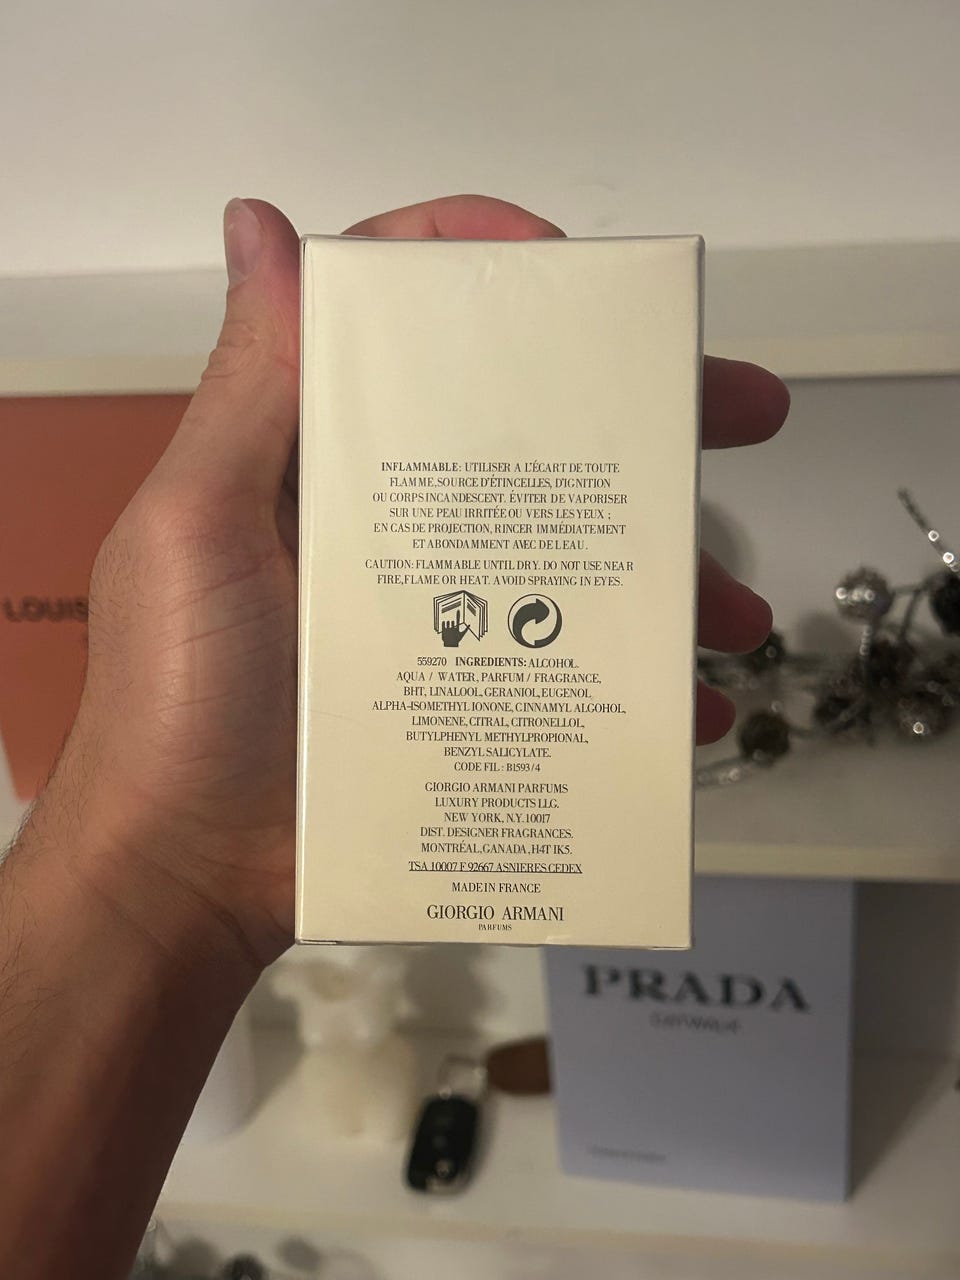 INFLAMMABLE: UTILISER A L'ÉCART DE TOUTE
FLAMME,SOURCE D'ÉTINCELLES, D'IGNITION
OU CORPS INCANDESCENT. ÉVITER DE VAPORISER
SUR UNE PEAU IRRITÉE OU VERS LES YEUX ;
EN CAS DE PROJECTION, RINCER IMMÉDIATEMENT
ET ABONDAMMENT AVEC DE L'EAU.
CAUTION: FLAMMABLE UNTIL DRY. DO NOT USE NEAR
FIRE,FLAME OR HEAT. AVOID SPRAYING IN EYES.
559270 INGREDIENTS: ALCOHOL.
AQUA / WATER, PARFUM / FRAGRANCE,
BHT, LINALOOL, GERANIOL, EUGENOL
ALPHA-ISOMETHYL IONONE, CINNAMYL ALCOHOL,
LIMONENE, CITRAL, CITRONELLOL,
BUTYLPHENYL METHYLPROPIONAL,
BENZYL SALICYLATE.
CODE FIL : B1593/4
GIORGIO ARMANI PARFUMS
LUXURY PRODUCTS LLG.
NEW YORK, N.Y. 10017
DIST. DESIGNER FRAGRANCES.
MONTRÉAL,GANADA, H4T 1K5.
TSA 10007 F 92667 ASNIERES CEDEX
MADE IN FRANCE
GIORGIO ARMANI
PARFUMS
LOUIS
PRADA
CATWALK